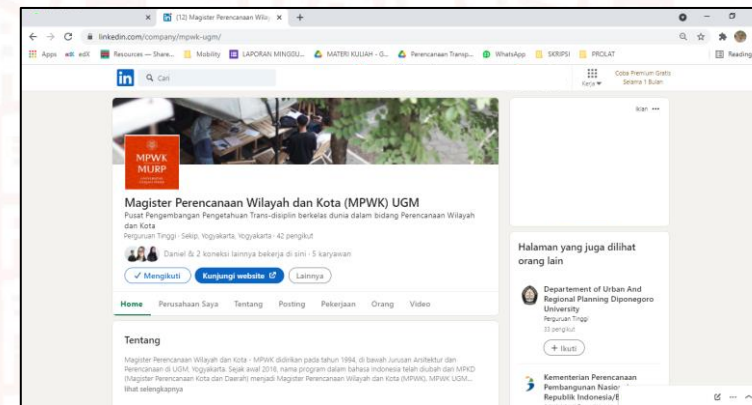 (12) Magister Perencanaan Wilay
linkedin.com/company/mpwk-ugm/
Apps edX edX Resources — Share... Mobility LAPORAN MINGGU... MATERI KULIAH - G... Perencanaan Transp... WhatsApp SKRIPSI PROLAT Reading
in Cari
Kerja
Coba Premium Gratis
Selama 1 Bulan
Iklan
MPWK
MURP
Magister Perencanaan Wilayah dan Kota (MPWK) UGM
Pusat Pengembangan Pengetahuan Trans-disiplin berkelas dunia dalam bidang Perencanaan Wilayah
dan Kota
Perguruan Tinggi · Sekip, Yogyakarta, Yogyakarta · 42 pengikut
Daniel & 2 koneksi lainnya bekerja di sini · 5 karyawan
✓ Mengikuti Kunjungi website Lainnya
Home Perusahaan Saya Tentang Posting Pekerjaan Orang Video
Tentang
Magister Perencanaan Wilayah dan Kota - MPWK didirikan pada tahun 1994, di bawah Jurusan Arsitektur dan
Perencanaan di UGM, Yogyakarta. Sejak awal 2016, nama program dalam bahasa Indonesia telah diubah dari MPKD
(Magister Perencanaan Kota dan Daerah) menjadi Magister Perencanaan Wilayah dan Kota (MPWK). MPWK UGM...
lihat selengkapnya
Halaman yang juga dilihat
orang lain
Departement of Urban And
Regional Planning Diponegoro
University
Perguruan Tinggi
33 pengikut
+ Ikuti
Kementerian Perencanaan
Pembangunan Nasio
Republik Indonesia/B